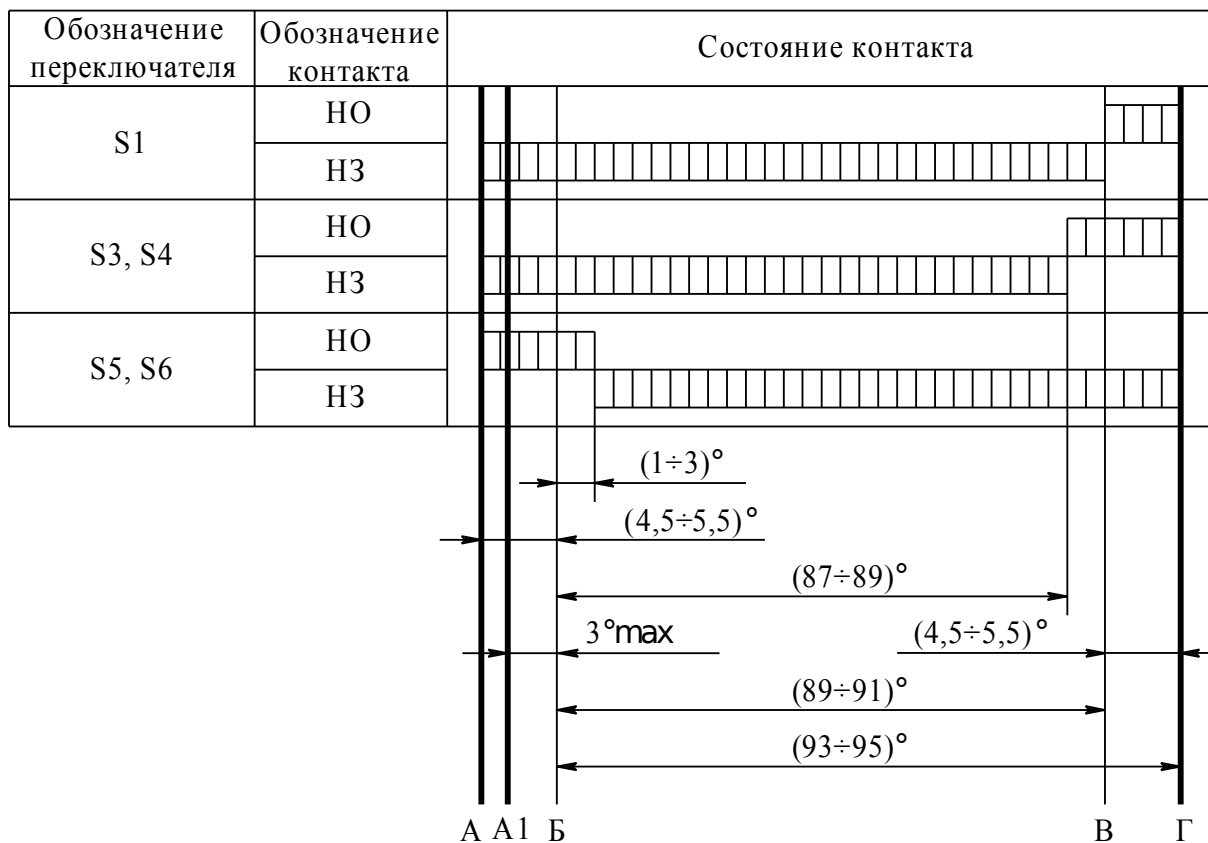 Обозначение переключателя
Обозначение контакта
Состояние контакта
S1
НО
НЗ
S3, S4
НО
НЗ
S5, S6
НО
НЗ
(1÷3)°
(4,5÷5,5)°
(87÷89)°
3°max
(4,5÷5,5)°
(89÷91)°
(93÷95)°
А А1 Б В Г